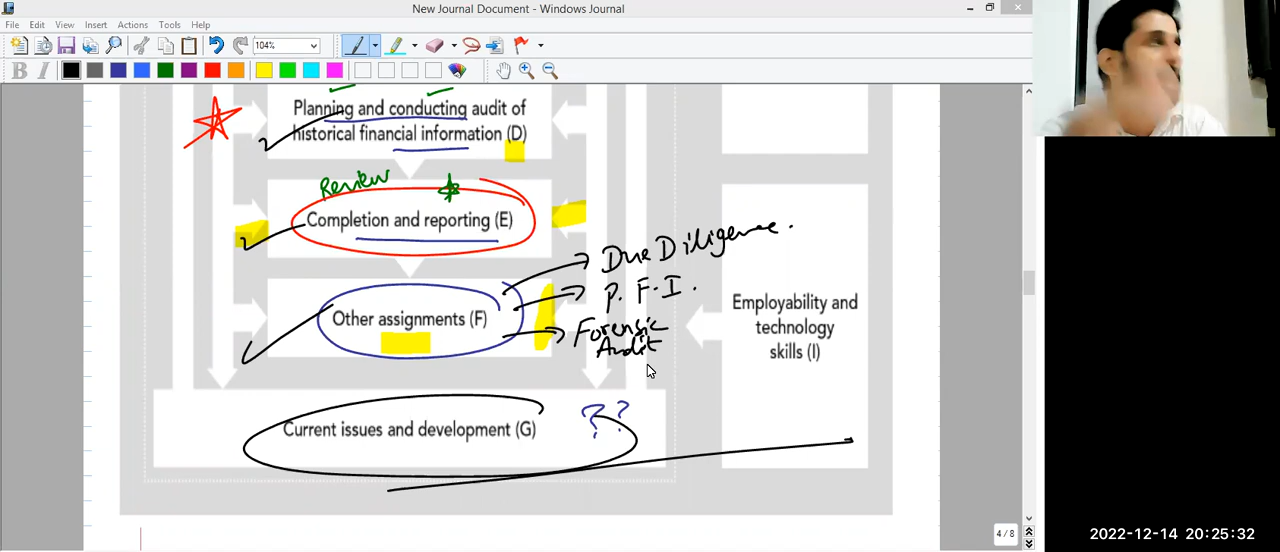 New Journal Document - Windows Journal
File Edit View Insert Actions Tools Help
104%
Planning and conducting audit of
historical financial information (D)
Review
Completion and reporting (E)
Due Diligence.
P. F. I.
Other assignments (F)
Forensic
Audit
Employability and
technology
skills (I)
Current issues and development (G)
? ?
4 / 8
2022-12-14 20:25:32